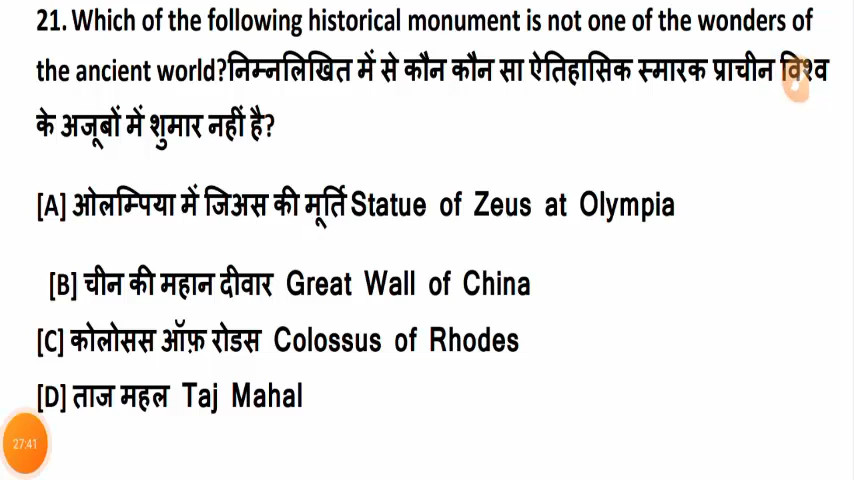 21. Which of the following historical monument is not one of the wonders of
the ancient world?निम्नलिखित में से कौन कौन सा ऐतिहासिक स्मारक प्राचीन विश्व
के अजूबों में शुमार नहीं है?
[A] ओलम्पिया में जिअस की मूर्ति Statue of Zeus at Olympia
[B] चीन की महान दीवार Great Wall of China
[C] कोलोसस ऑफ़ रोडस Colossus of Rhodes
[D] ताज महल Taj Mahal
27:41